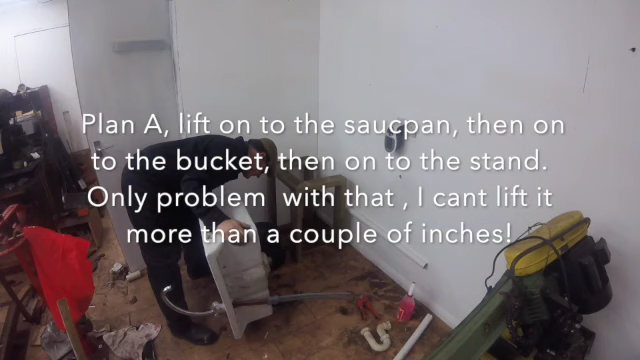 Plan A, lift on to the saucpan, then on
to the bucket, then on to the stand.
Only problem with that , I cant lift it
more than a couple of inches!